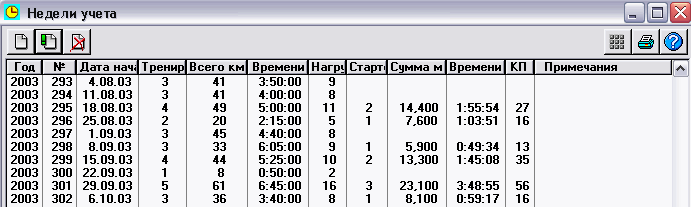 Недели учета
Год № Дата нача Тренир Всего км Времени Нагру Старто Сумма м Времени КП Примечания
2003 293 4.08.03 3 41 3:50:00 9
2003 294 11.08.03 3 41 4:40:00 8
2003 295 18.08.03 4 49 5:00:00 11 2 14,400 1:55:54 27
2003 296 25.08.03 2 20 2:15:00 5 1 7,600 1:03:51 16
2003 297 1.09.03 3 45 4:40:00 8
2003 298 8.09.03 3 33 6:05:00 9 1 5,900 0:49:34 13
2003 299 15.09.03 4 44 5:25:00 10 2 13,300 1:45:08 35
2003 300 22.09.03 1 8 0:50:00 2
2003 301 29.09.03 5 61 6:45:00 16 3 23,100 3:48:55 56
2003 302 6.10.03 3 36 3:40:00 8 1 8,100 0:59:17 16